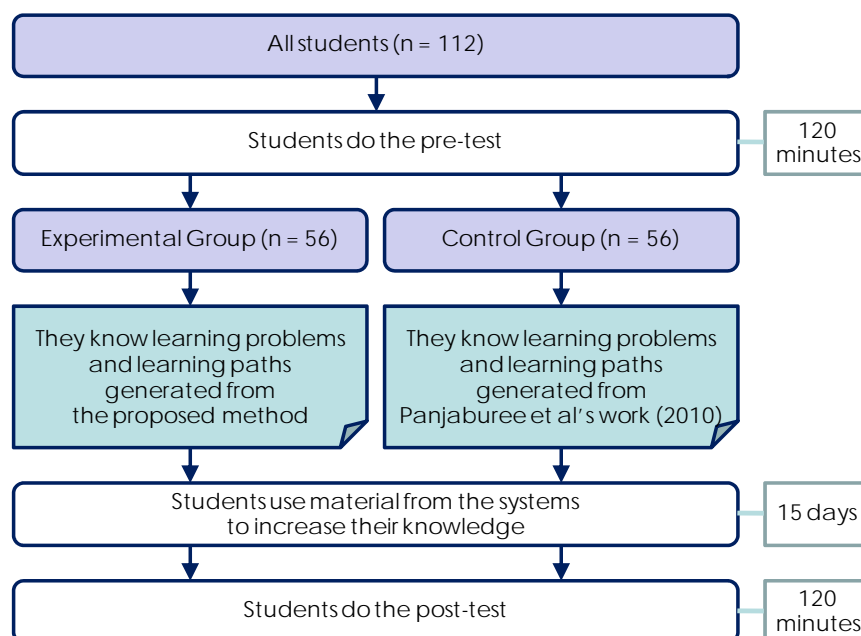 All students (n = 112)
Students do the pre-test
120
minutes
Experimental Group (n = 56)
Control Group (n = 56)
They know learning problems
and learning paths
generated from
the proposed method
They know learning problems
and learning paths
generated from
Panjaburee et al's work (2010)
Students use material from the systems
to increase their knowledge
15 days
Students do the post-test
120
minutes